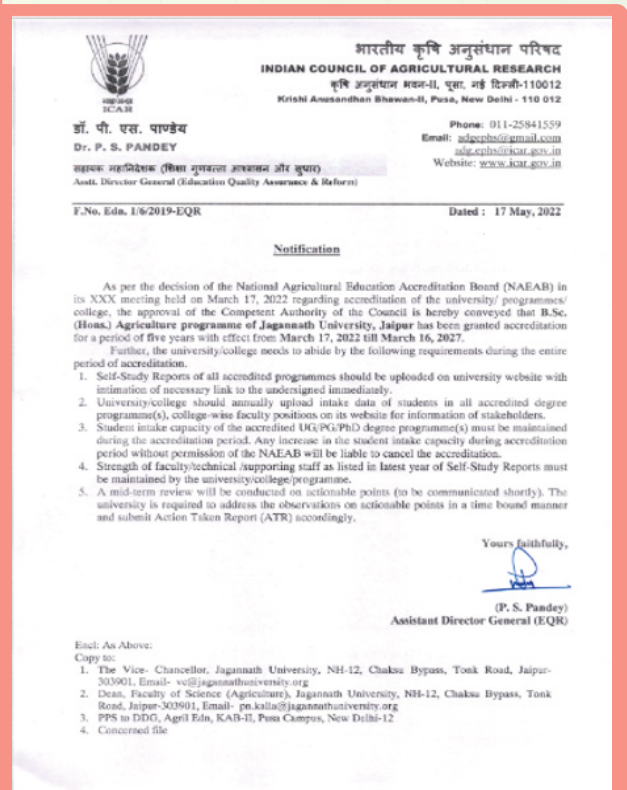 भाकृअनुप
ICAR
भारतीय कृषि अनुसंधान परिषद
INDIAN COUNCIL OF AGRICULTURAL RESEARCH
कृषि अनुसंधान भवन-II, पूसा, नई दिल्ली-110012
Krishi Anusandhan Bhawan-II, Pusa, New Delhi - 110 012
डॉ. पी. एस. पाण्डेय
Dr. P. S. PANDEY
सहायक महानिदेशक (शिक्षा गुणवत्ता आश्वासन और सुधार)
Asstt. Director General (Education Quality Assurance & Reform)
Phone: 011-25841559
Email: adgephs@gmail.com
adg.ephs@icar.gov.in
Website: www.icar.gov.in
F.No. Edn. 1/6/2019-EQR Dated : 17 May, 2022
Notification
As per the decision of the National Agricultural Education Accreditation Board (NAEAB) in
its XXX meeting held on March 17, 2022 regarding accreditation of the university/ programmes/
college, the approval of the Competent Authority of the Council is hereby conveyed that B.Sc.
(Hons.) Agriculture programme of Jagannath University, Jaipur has been granted accreditation
for a period of five years with effect from March 17, 2022 till March 16, 2027.
Further, the university/college needs to abide by the following requirements during the entire
period of accreditation.
1. Self-Study Reports of all accredited programmes should be uploaded on university website with
intimation of necessary link to the undersigned immediately.
2. University/college should annually upload intake data of students in all accredited degree
programme(s), college-wise faculty positions on its website for information of stakeholders.
3. Student intake capacity of the accredited UG/PG/PhD degree programme(s) must be maintained
during the accreditation period. Any increase in the student intake capacity during accreditation
period without permission of the NAEAB will be liable to cancel the accreditation.
4. Strength of faculty/technical /supporting staff as listed in latest year of Self-Study Reports must
be maintained by the university/college/programme.
5. A mid-term review will be conducted on actionable points (to be communicated shortly). The
university is required to address the observations on actionable points in a time bound manner
and submit Action Taken Report (ATR) accordingly.
Yours faithfully,
(P. S. Pandey)
Assistant Director General (EQR)
Encl: As Above:
Copy to:
1. The Vice- Chancellor, Jagannath University, NH-12, Chaksu Bypass, Tonk Road, Jaipur-
303901, Email- vc@jagannathuniversity.org
2. Dean, Faculty of Science (Agriculture), Jagannath University, NH-12, Chaksu Bypass, Tonk
Road, Jaipur-303901, Email- pn.kalla@jagannathuniversity.org
3. PPS to DDG, Agril Edn, KAB-II, Pusa Campus, New Delhi-12
4. Concerned file